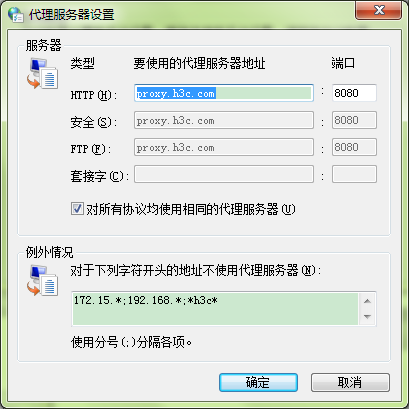 代理服务器设置
服务器
类型 要使用的代理服务器地址 端口
HTTP(H): proxy.h3c.com : 8080
安全(S): proxy.h3c.com : 8080
FTP(F): proxy.h3c.com : 8080
套接字(C): :
对所有协议均使用相同的代理服务器(U)
例外情况
对于下列字符开头的地址不使用代理服务器(N):
172.15.*;192.168.*;*h3c*
使用分号(;)分隔各项。
确定 取消